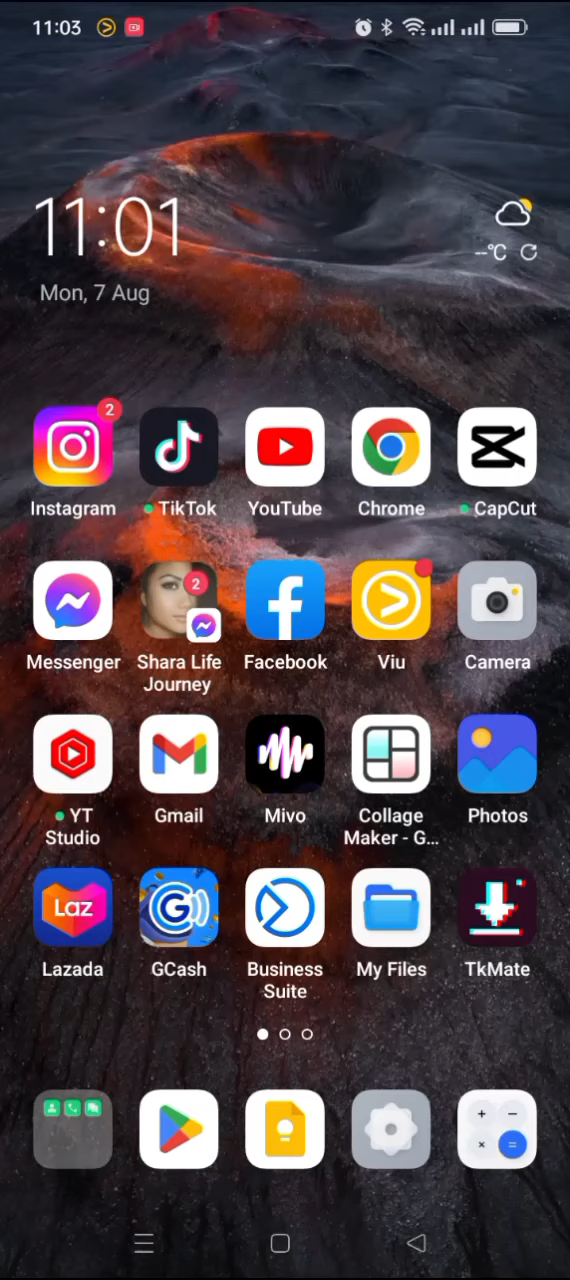 11:03
11:01
--°C
Mon, 7 Aug
2
Instagram
TikTok
YouTube
Chrome
CapCut
2
Messenger
Shara Life
Journey
Facebook
Viu
Camera
YT
Studio
Gmail
Mivo
Collage
Maker - G...
Photos
Laz
G
Lazada
GCash
Business
Suite
My Files
TkMate
+ −
× =